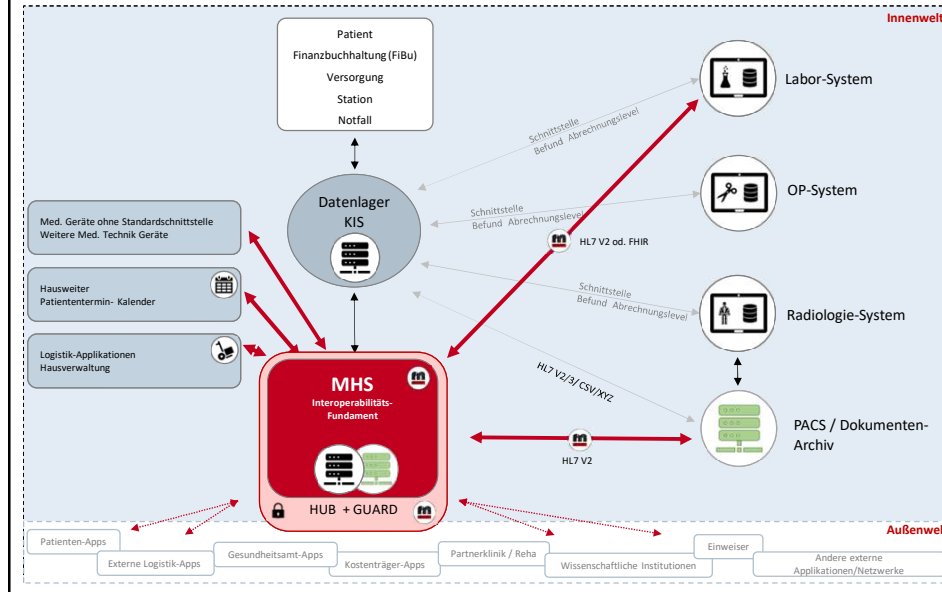 Innenwelt
Patient
Finanzbuchhaltung (FiBu)
Versorgung
Station
Notfall
Labor-System
Schnittstelle
Befund Abrechnungslevel
OP-System
Datenlager
KIS
Schnittstelle
Befund Abrechnungslevel
Med. Geräte ohne Standardschnittstelle
Weitere Med. Technik Geräte
m HL7 V2 od. FHIR
Hausweiter
Patiententermin- Kalender
Schnittstelle
Befund Abrechnungslevel
Radiologie-System
Logistik-Applikationen
Hausverwaltung
HL7 V2/3/ CSV/XYZ
MHS
m
Interoperabilitäts-
Fundament
PACS / Dokumenten-
Archiv
m
HL7 V2
HUB + GUARD
m
Außenwelt
Patienten-Apps
Externe Logistik-Apps
Gesundheitsamt-Apps
Kostenträger-Apps
Partnerklinik / Reha
Wissenschaftliche Institutionen
Einweiser
Andere externe
Applikationen/Netzwerke